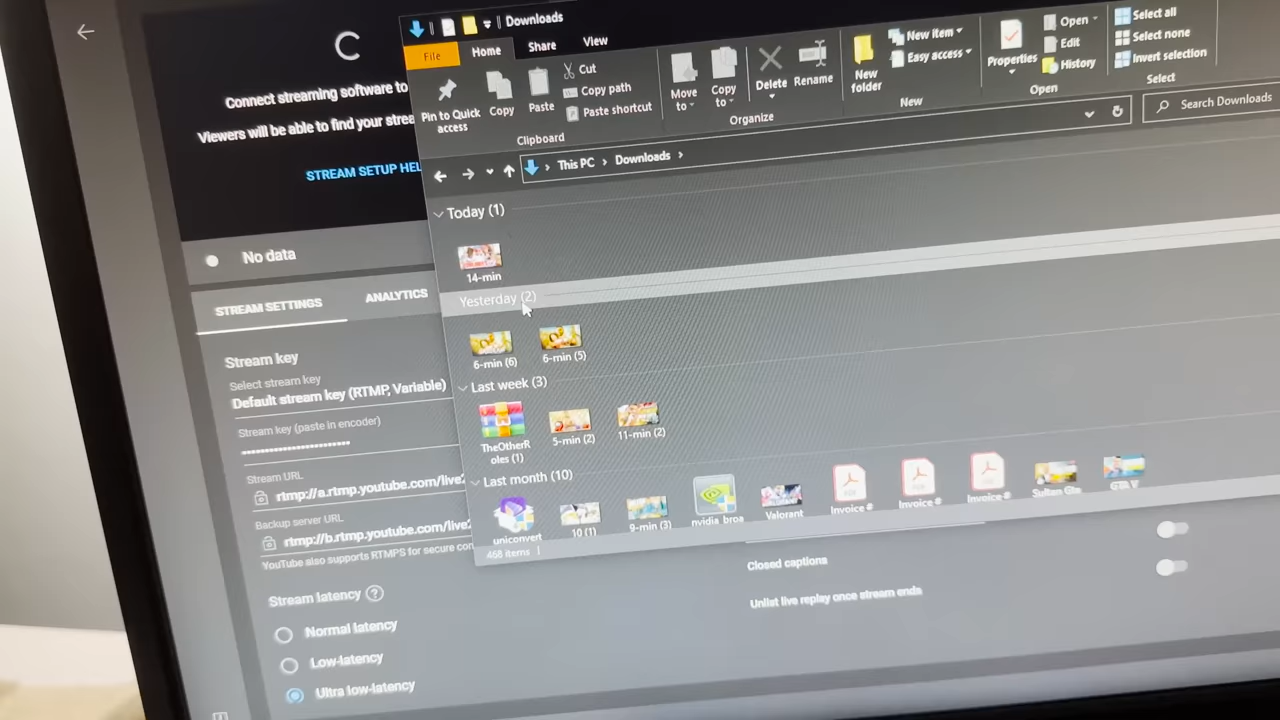 Downloads
File
Home
Share
View
Pin to Quick
access
Copy
Paste
Cut
Copy path
Paste shortcut
Clipboard
Move
to
Copy
to
Delete
Rename
Organize
New
folder
New item
Easy access
New
Properties
Open
Edit
History
Open
Select all
Select none
Invert selection
Select
This PC
Downloads
Search Downloads
Today (1)
14-min
Yesterday (2)
6-min (6)
6-min (5)
Last week (3)
TheOtherR
oles (1)
5-min (2)
11-min (2)
Last month (10)
uniconvert
10 (1)
9-min (3)
nvidia_broa
Valorant
Invoice #
Invoice #
Invoice #
Sultan Gta
GTA V
468 items
Connect streaming software to
Viewers will be able to find your strea
STREAM SETUP HEL
No data
STREAM SETTINGS
ANALYTICS
Stream key
Select stream key
Default stream key (RTMP, Variable)
Stream key (paste in encoder)
Stream URL
rtmp://a.rtmp.youtube.com/live2
Backup server URL
rtmp://b.rtmp.youtube.com/live2
YouTube also supports RTMPS for secure con
Stream latency
Normal latency
Low-latency
Ultra low-latency
Closed captions
Unlist live replay once stream ends